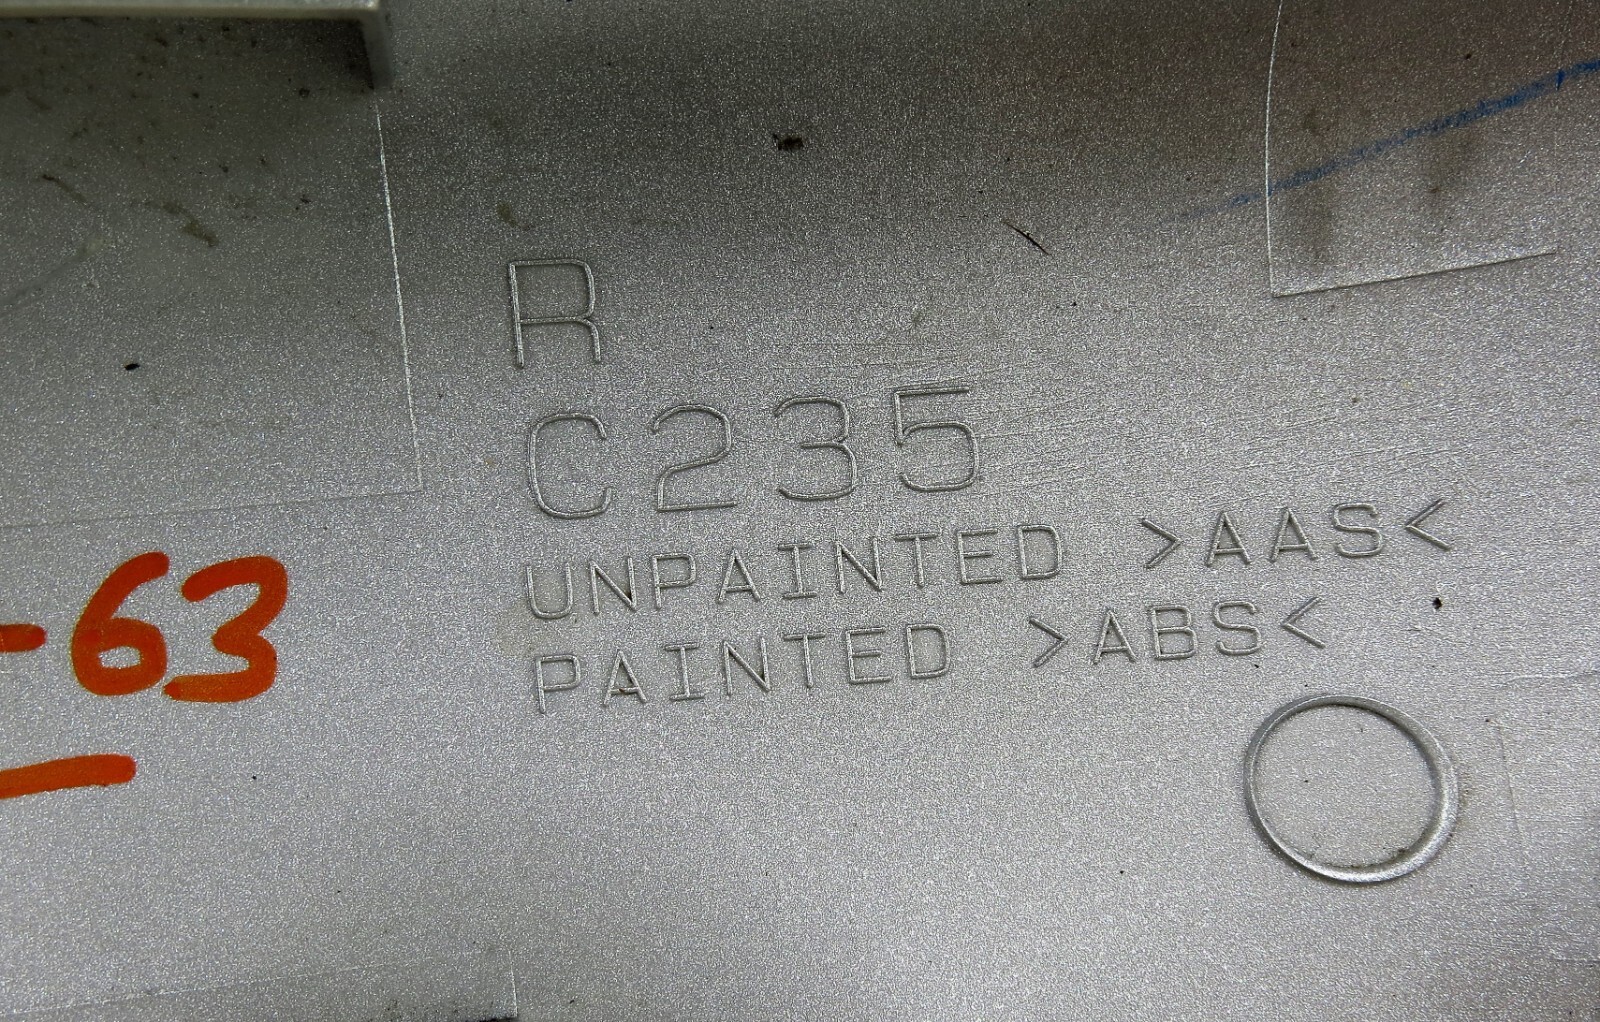 R
C235
UNPAINTED >AAS<
PAINTED >ABS<
-63